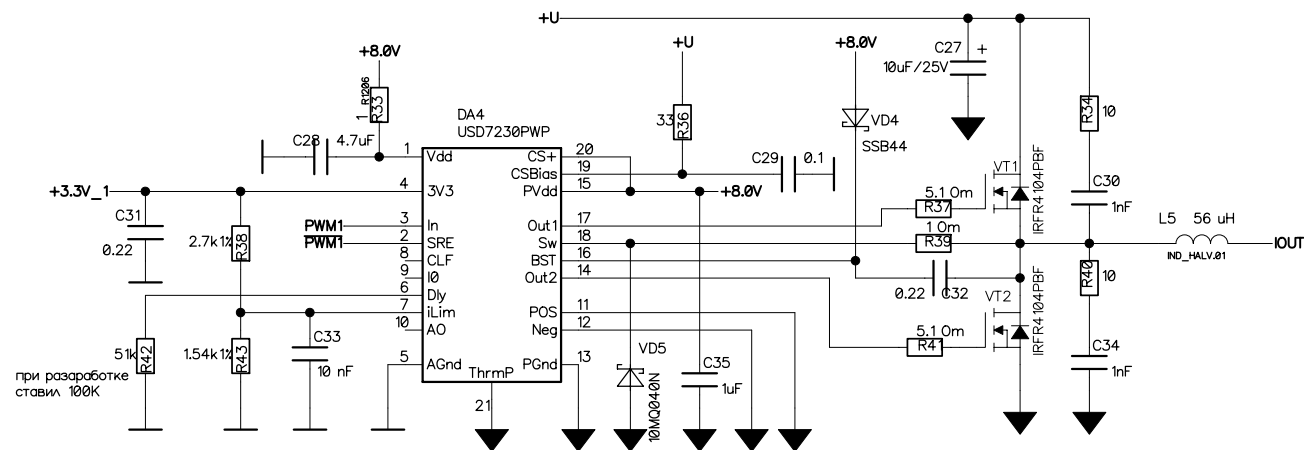 +U
+8.0V
+U
+8.0V
C27
+
10uF/25V
1 R1206
R33
DA4
USD7230PWP
33
R36
VD4
SSB44
R34
10
C28
4.7uF
1
Vdd
CS+
20
CSBias
19
C29
0.1
VT1
IRFR4104PBF
+3.3V_1
4
3V3
PVdd
15
+8.0V
C30
1nF
C31
0.22
2.7k1%
R38
PWM1
3
In
Out1
17
5.1 Om
R37
L5
56 uH
PWM1
2
SRE
Sw
18
1 Om
R39
IND_HALV.01
IOUT
8
CLF
BST
16
9
I0
Out2
14
0.22
C32
R40
10
6
Dly
VT2
IRFR4104PBF
7
iLim
POS
11
10
AO
Neg
12
51k
R42
1.54k1%
R43
C33
10 nF
5
AGnd
PGnd
13
ThrmP
21
VD5
10MQ040N
C35
1uF
5.1 Om
R41
C34
1nF
при разаработке
ставил 100К